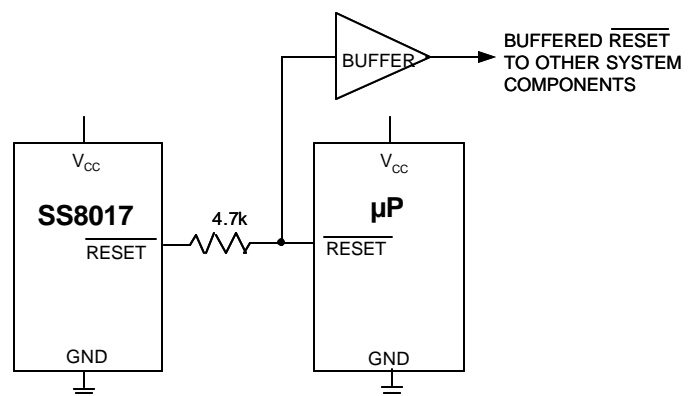 BUFFER
BUFFERED RESET
TO OTHER SYSTEM
COMPONENTS
VCC
SS8017
RESET
GND
4.7k
VCC
µP
RESET
GND